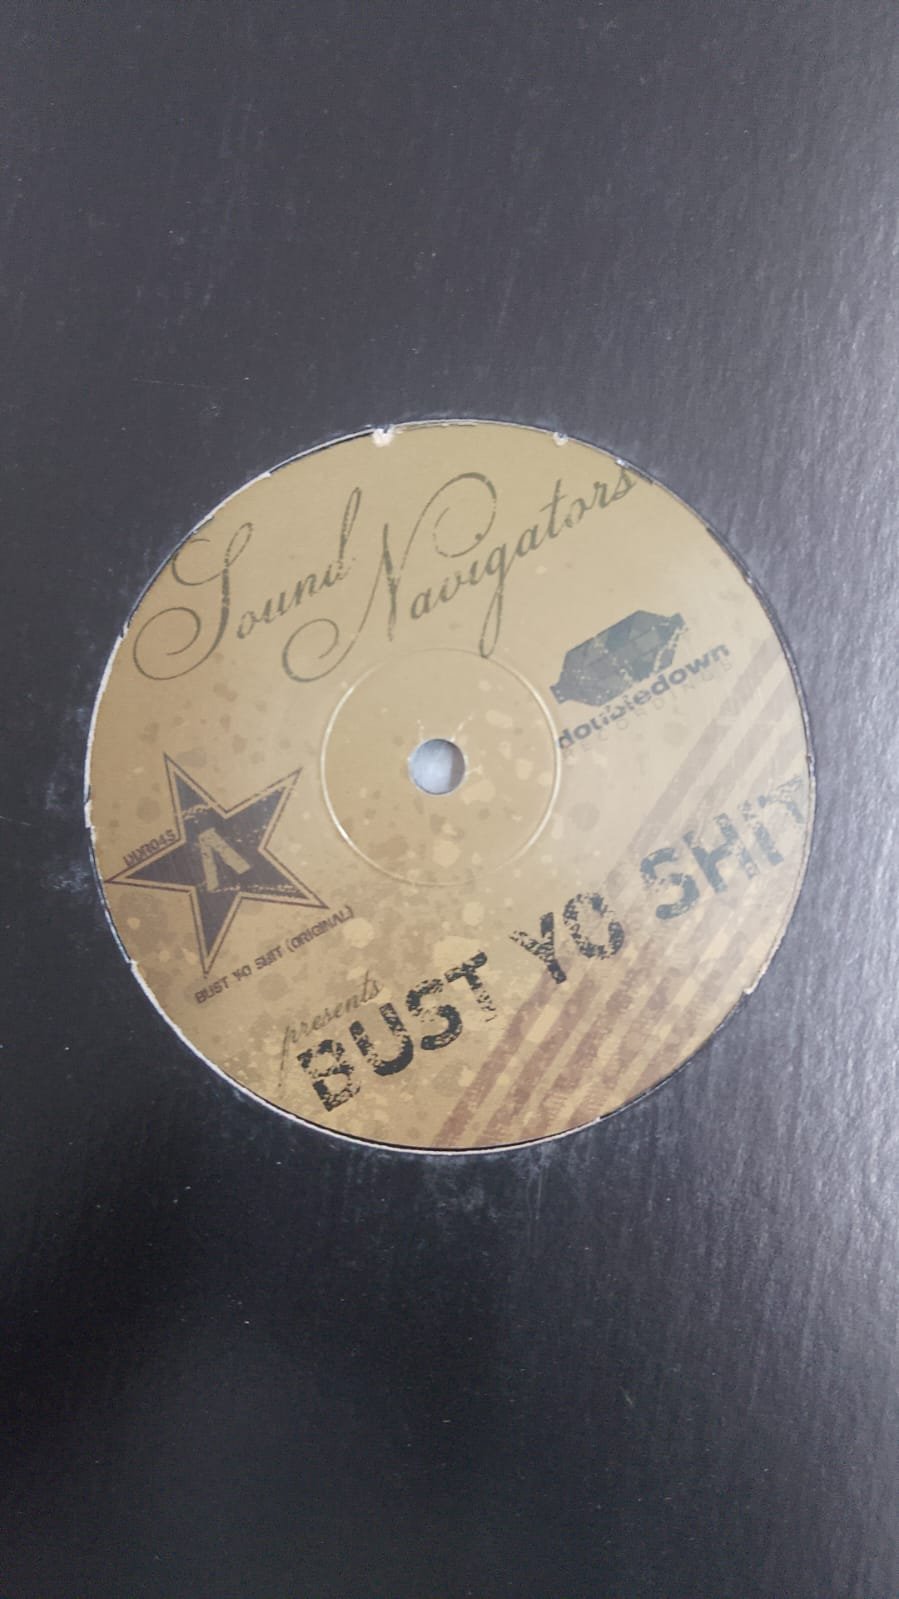 Sound Navigators
doubledown
RECORDINGS
DDR045
A
BUST YO SHIT (ORIGINAL)
presents
BUST YO SHIT